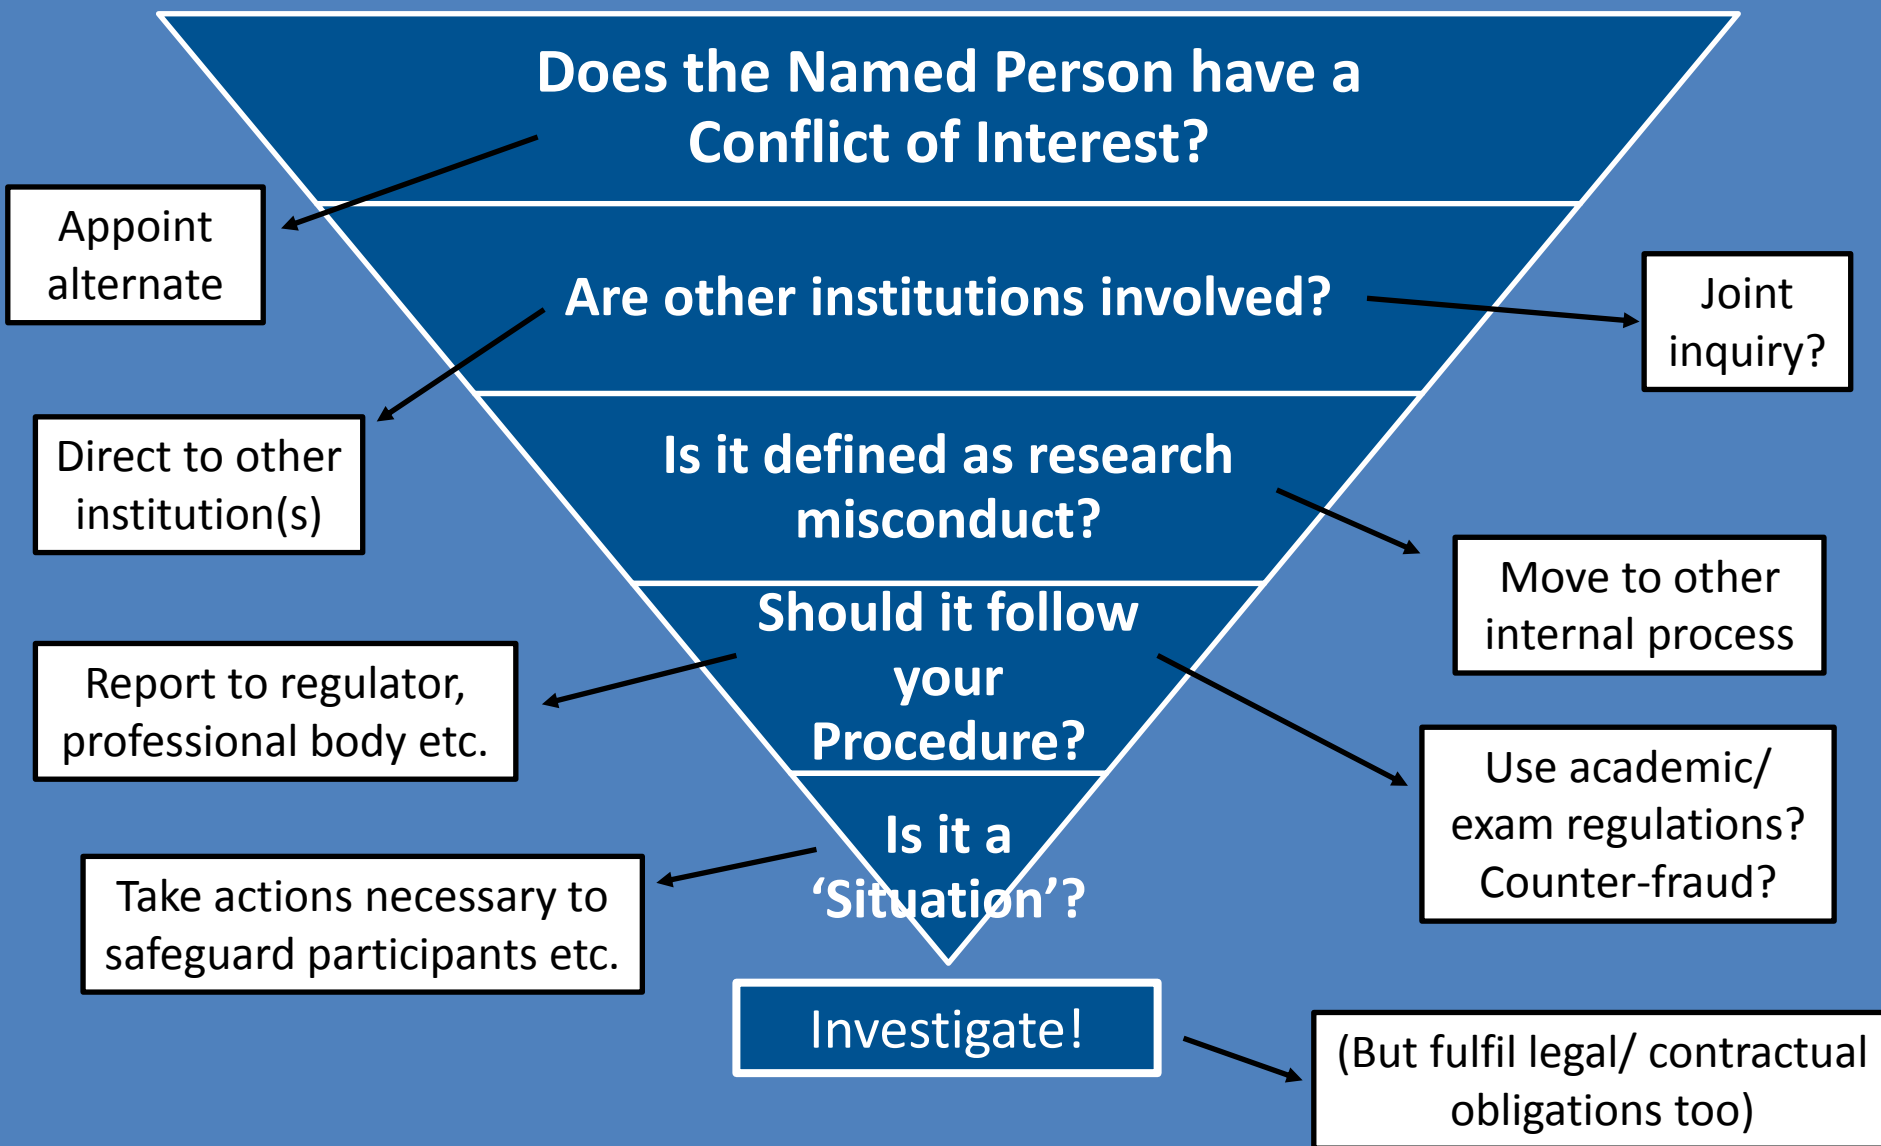 Does the Named Person have a
Conflict of Interest?
Appoint
alternate
Are other institutions involved?
Joint
inquiry?
Direct to other
institution(s)
Is it defined as research
misconduct?
Move to other
internal process
Should it follow
your
Procedure?
Report to regulator,
professional body etc.
Use academic/
exam regulations?
Counter-fraud?
Is it a
‘Situation’?
Take actions necessary to
safeguard participants etc.
Investigate!
(But fulfil legal/ contractual
obligations too)